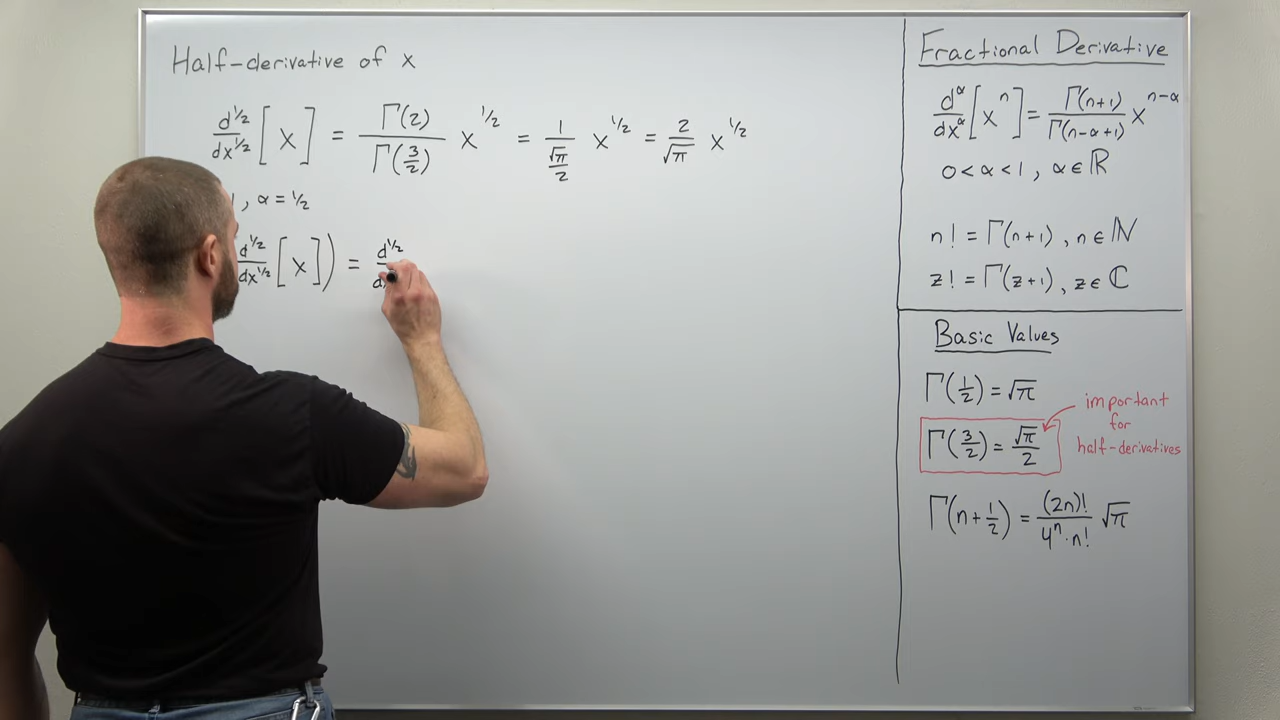 Half-derivative of x
d^1/2/dx^1/2 [x] = Γ(2)/Γ(3/2) x^1/2 = 1/(√π/2) x^1/2 = 2/√π x^1/2
, α = 1/2
d^1/2/dx^1/2 [x]) = d^1/2
Fractional Derivative
d^α/dx^α [x^n] = Γ(n+1)/Γ(n-α+1) x^n-α
0 < α < 1 , α ∈ ℝ
n! = Γ(n+1) , n ∈ ℕ
z! = Γ(z+1) , z ∈ ℂ
Basic Values
Γ(1/2) = √π
Γ(3/2) = √π/2
important
for
half-derivatives
Γ(n+1/2) = (2n)!/(4^n · n!) √π